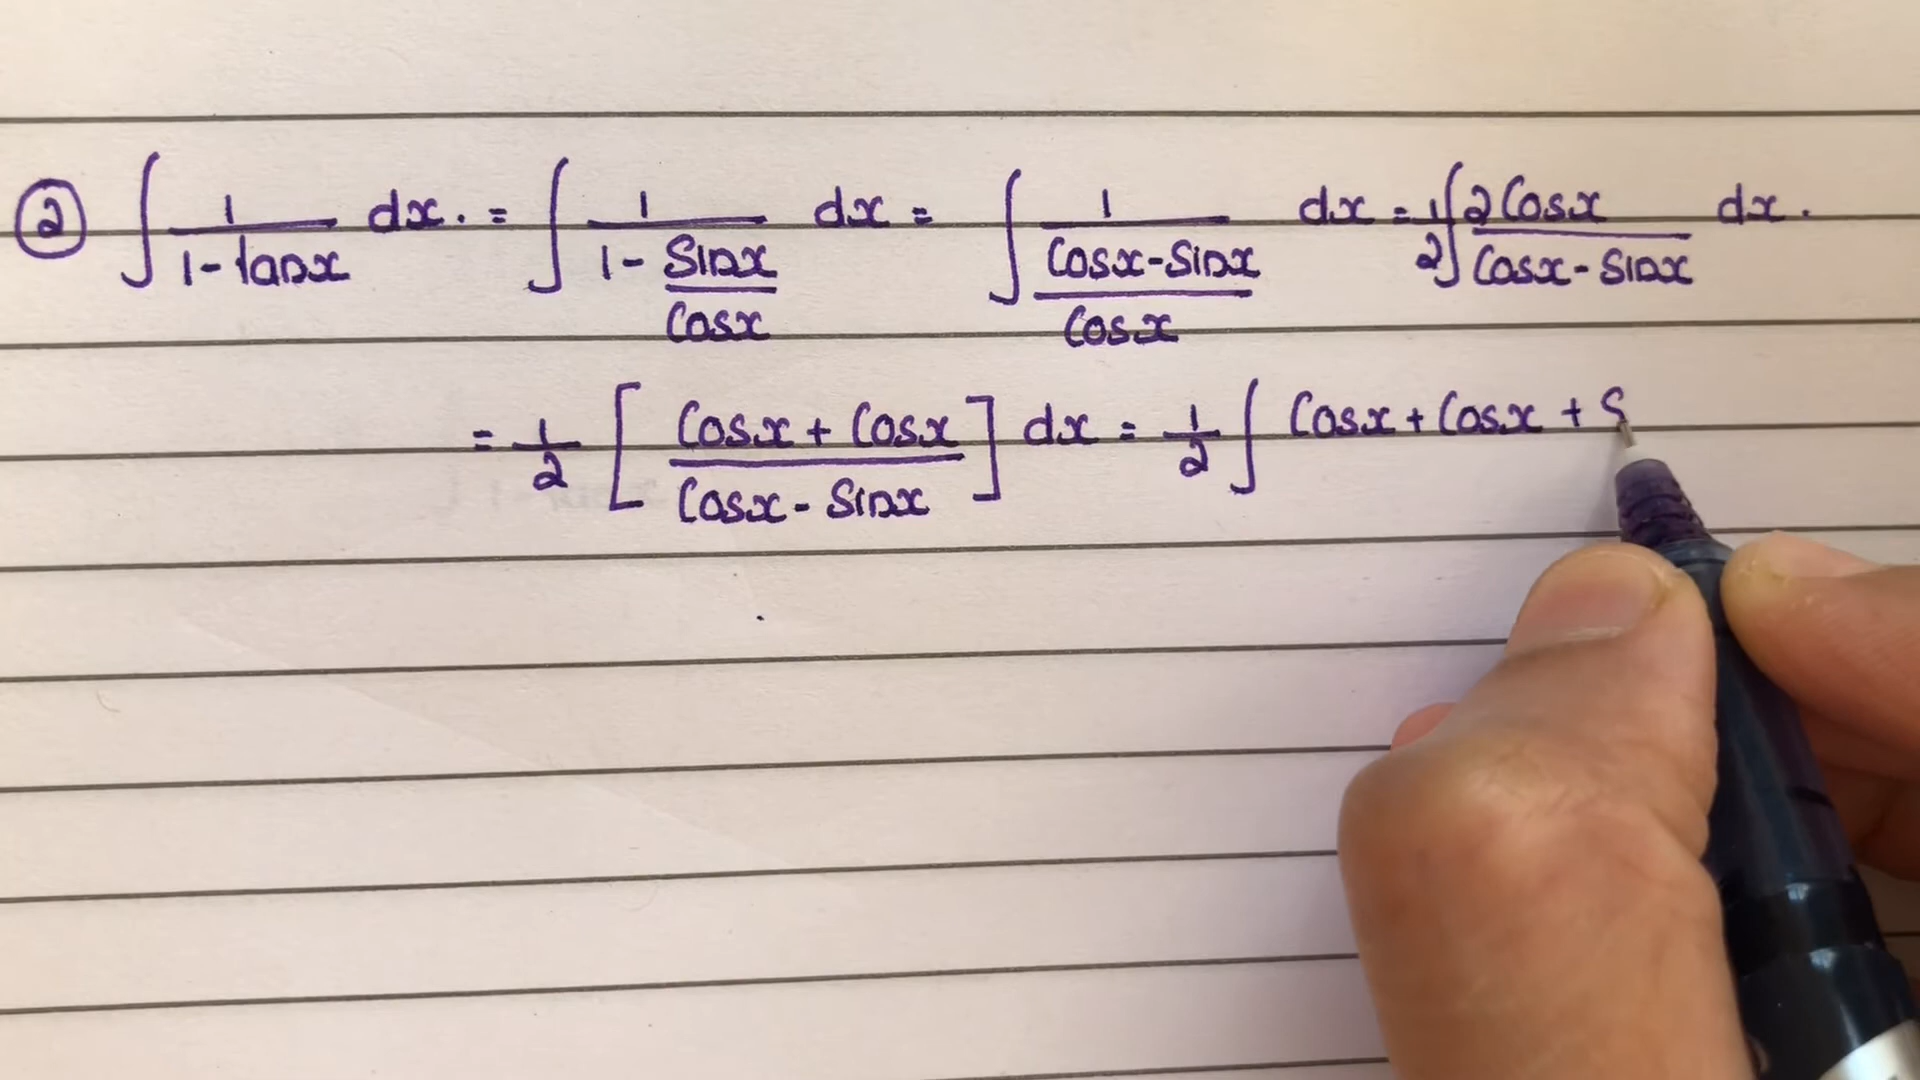 ② ∫ 1/(1 - tanx) dx. = ∫ 1/(1 - Sinx/Cosx) dx = ∫ 1/((Cosx - Sinx)/Cosx) dx = 1/2 ∫ 2Cosx/(Cosx - Sinx) dx.
= 1/2 [ (Cosx + Cosx)/(Cosx - Sinx) ] dx = 1/2 ∫ Cosx + Cosx + S